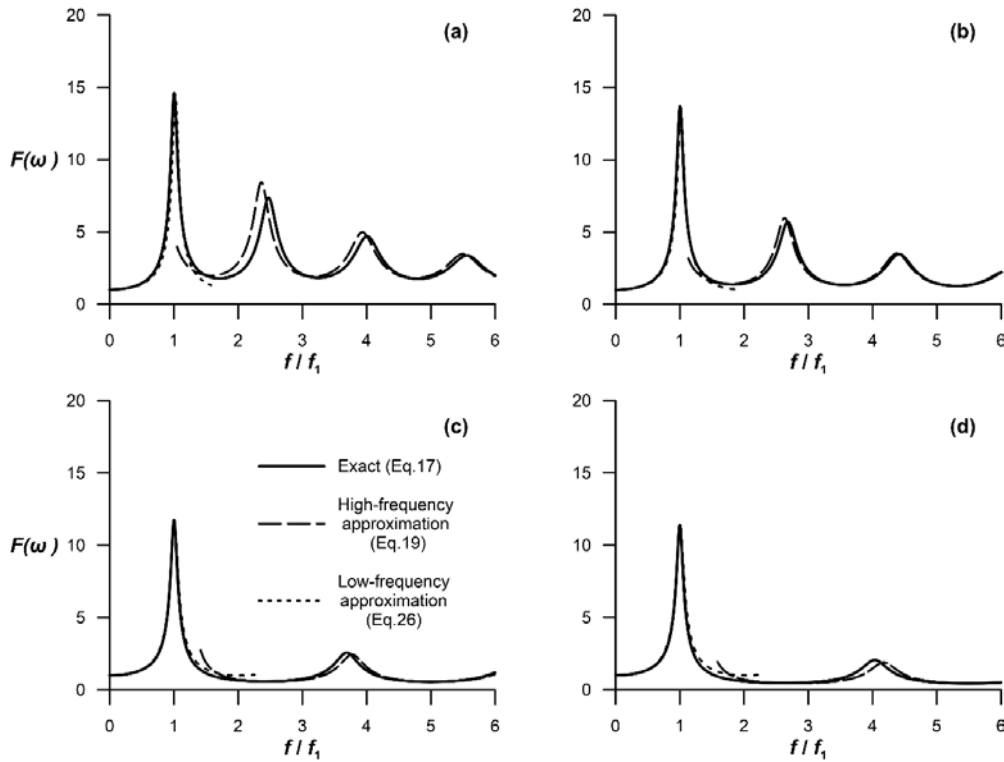 20
(a)
15
F(ω)
10
5
0
0 1 2 3 4 5 6
f / f1
20
(b)
15
10
5
0
0 1 2 3 4 5 6
f / f1
20
(c)
15
F(ω)
10
5
0
0 1 2 3 4 5 6
f / f1
Exact (Eq.17)
High-frequency
approximation
(Eq.19)
Low-frequency
approximation
(Eq.26)
20
(d)
15
10
5
0
0 1 2 3 4 5 6
f / f1